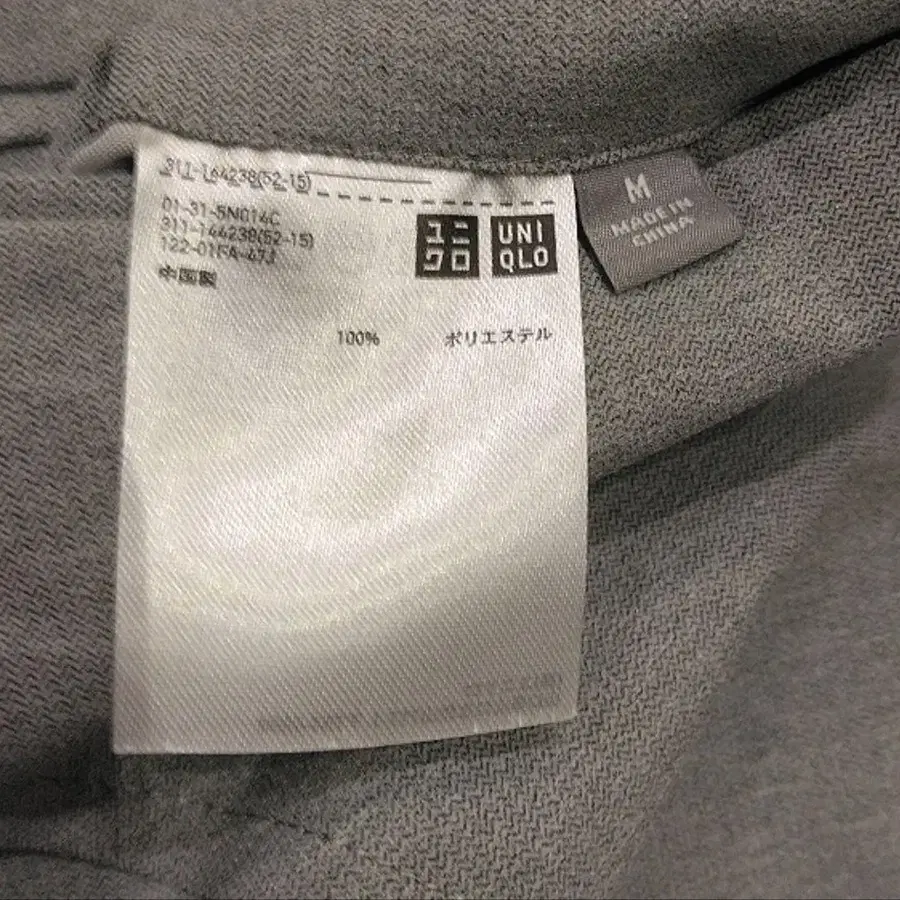 311-164238(52-15)
01-31-5N014C
311-164238(52-15)
122-01FA-473
中国製
ユニ
クロ
UNI
QLO
100% ポリエステル
M
MADE IN
CHINA